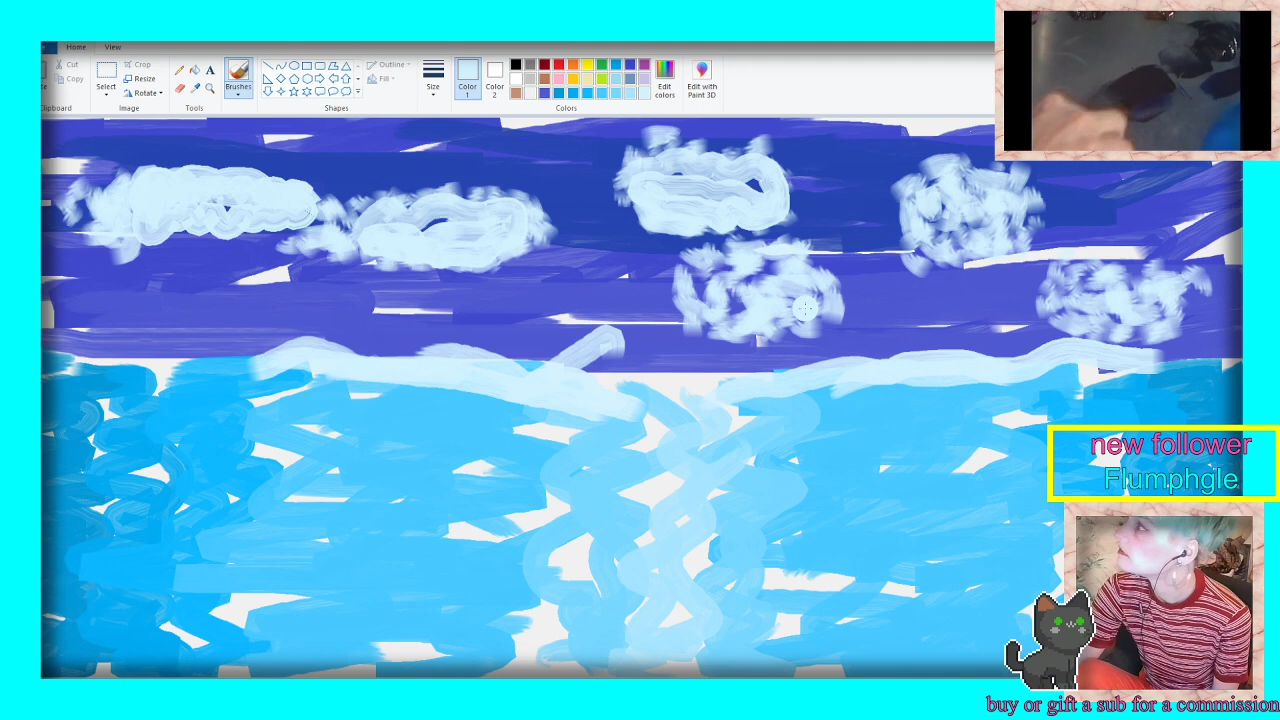 Home View
Cut
Copy
Select
Crop
Resize
Rotate
Image
A
Tools
Brushes
Outline
Fill
Shapes
Size
Color
1
Color
2
Colors
Edit
colors
Edit with
Paint 3D
new follower
Flumphgle
buy or gift a sub for a commission